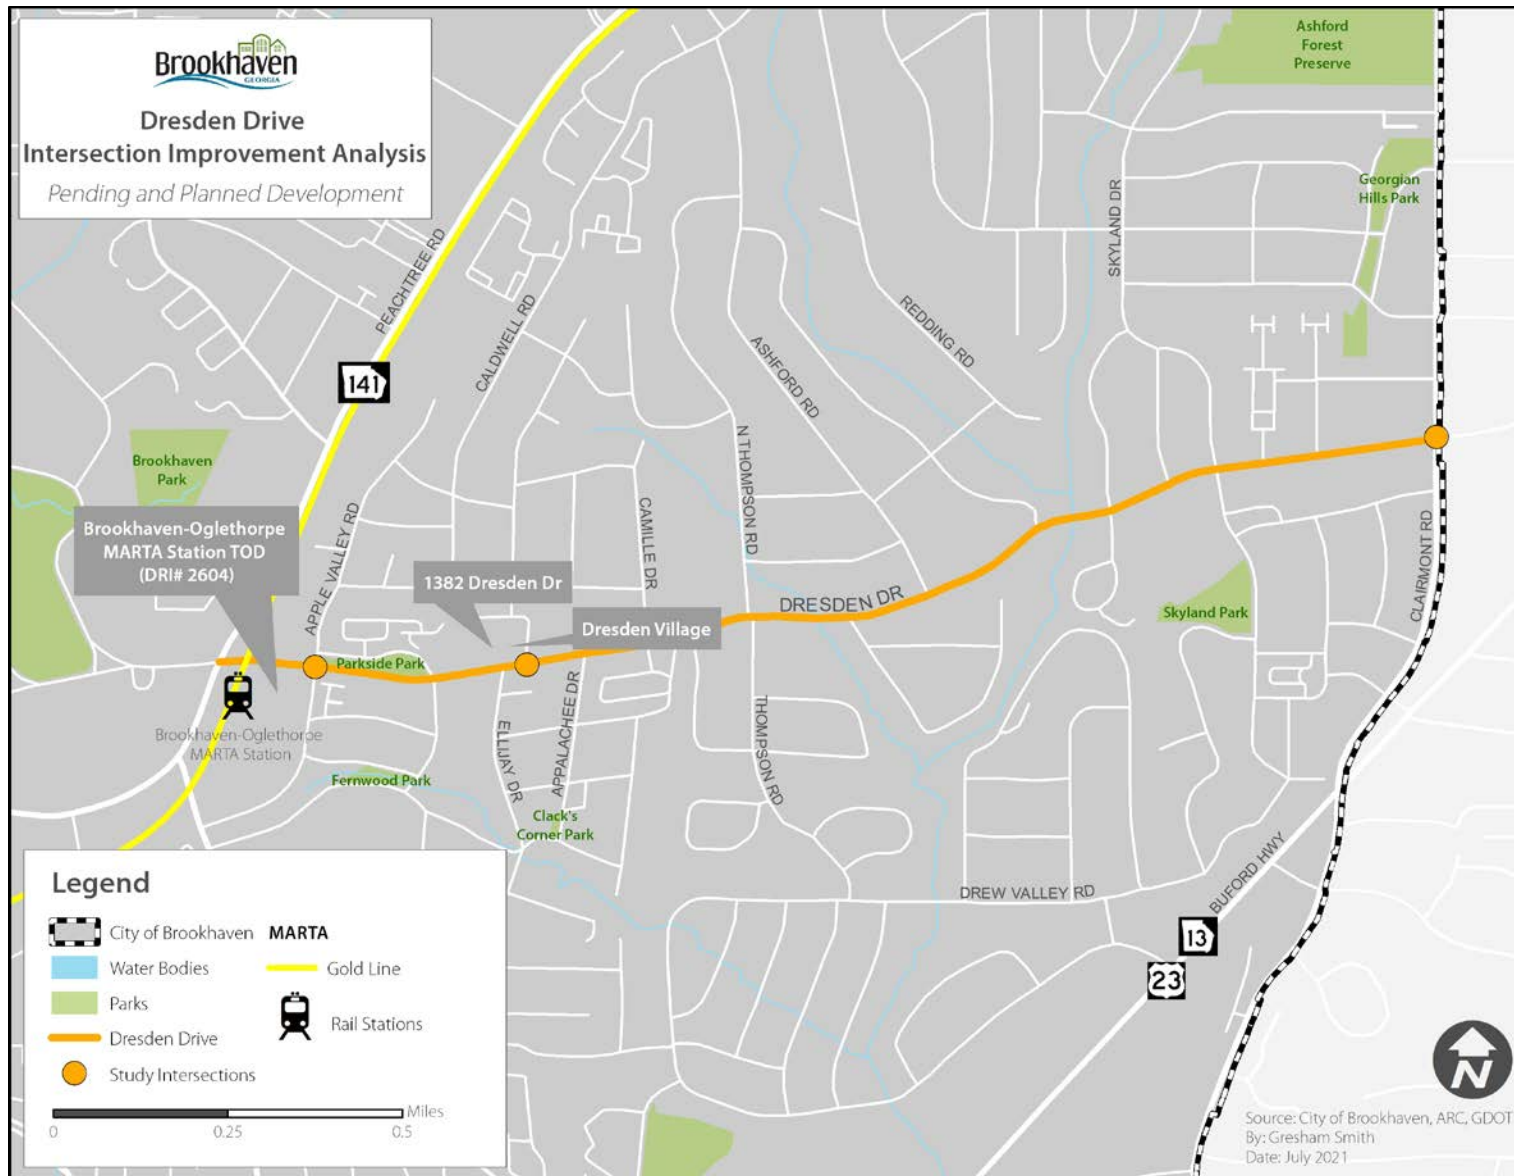 Brookhaven
GEORGIA
Dresden Drive
Intersection Improvement Analysis
Pending and Planned Development
Ashford
Forest
Preserve
Georgian
Hills Park
SKYLAND DR
PEACHTREE RD
CALDWELL RD
REDDING RD
ASHFORD RD
141
N THOMPSON RD
Brookhaven
Park
Brookhaven-Oglethorpe
MARTA Station TOD
(DRI# 2604)
APPLE VALLEY RD
CAMILLE DR
1382 Dresden Dr
Dresden Village
DRESDEN DR
Skyland Park
CLAIRMONT RD
Parkside Park
Brookhaven-Oglethorpe
MARTA Station
Fernwood Park
ELLIJAY DR
APPALACHEE DR
THOMPSON RD
Clack's
Corner Park
DREW VALLEY RD
BUFORD HWY
13
23
Legend
City of Brookhaven
Water Bodies
Parks
Dresden Drive
Study Intersections
MARTA
Gold Line
Rail Stations
Miles
0 0.25 0.5
N
Source: City of Brookhaven, ARC, GDOT
By: Gresham Smith
Date: July 2021